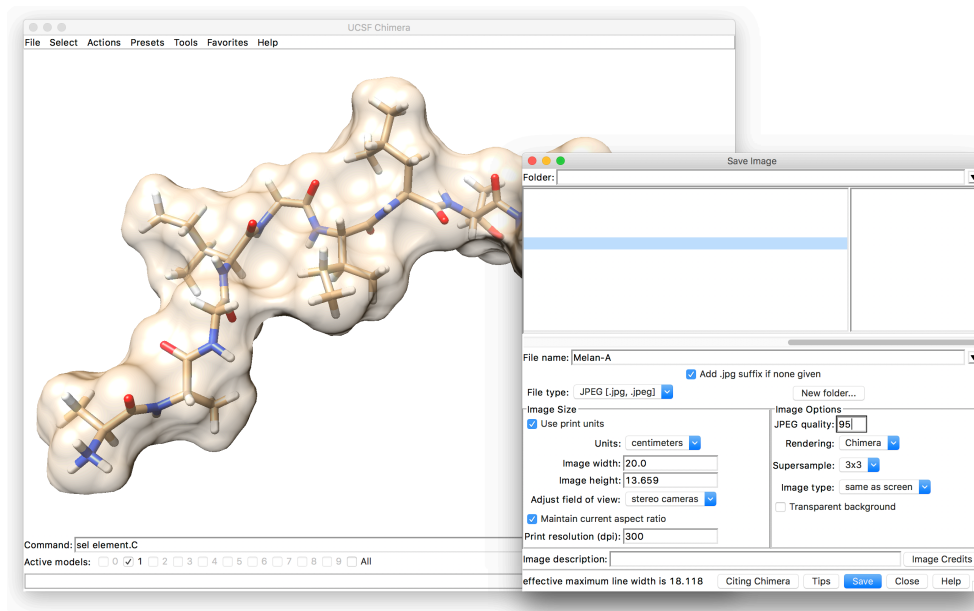 UCSF Chimera
File Select Actions Presets Tools Favorites Help
Command: sel element.C
Active models: 0 1 2 3 4 5 6 7 8 9 All
Save Image
Folder:
File name: Melan-A
Add .jpg suffix if none given
File type: JPEG [.jpg, .jpeg]
New folder...
Image Size
Use print units
Units: centimeters
Image width: 20.0
Image height: 13.659
Adjust field of view: stereo cameras
Maintain current aspect ratio
Print resolution (dpi): 300
Image Options
JPEG quality: 95
Rendering: Chimera
Supersample: 3x3
Image type: same as screen
Transparent background
Image description:
Image Credits
effective maximum line width is 18.118
Citing Chimera Tips Save Close Help